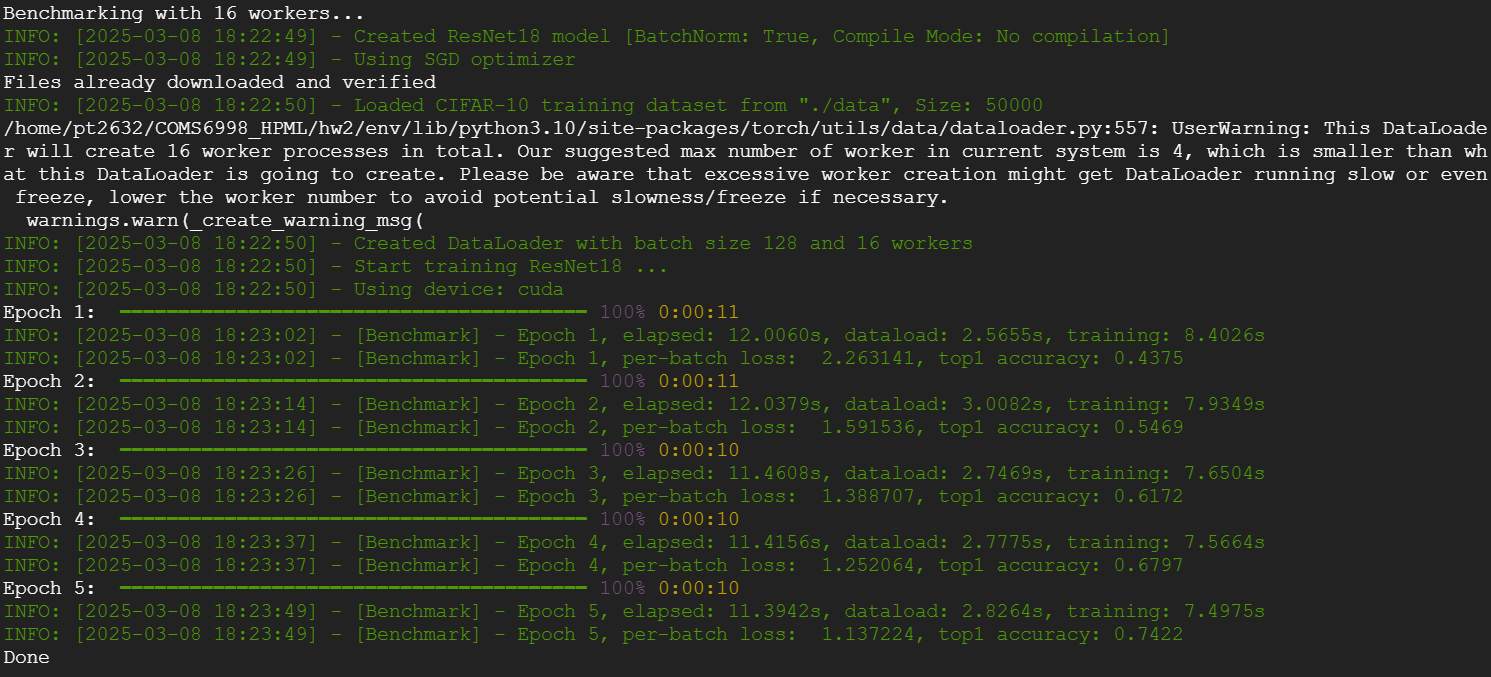 Benchmarking with 16 workers...
INFO: [2025-03-08 18:22:49] - Created ResNet18 model [BatchNorm: True, Compile Mode: No compilation]
INFO: [2025-03-08 18:22:49] - Using SGD optimizer
Files already downloaded and verified
INFO: [2025-03-08 18:22:50] - Loaded CIFAR-10 training dataset from "./data", Size: 50000
/home/pt2632/COMS6998_HPML/hw2/env/lib/python3.10/site-packages/torch/utils/data/dataloader.py:557: UserWarning: This DataLoade
r will create 16 worker processes in total. Our suggested max number of worker in current system is 4, which is smaller than wh
at this DataLoader is going to create. Please be aware that excessive worker creation might get DataLoader running slow or even
 freeze, lower the worker number to avoid potential slowness/freeze if necessary.
  warnings.warn(_create_warning_msg(
INFO: [2025-03-08 18:22:50] - Created DataLoader with batch size 128 and 16 workers
INFO: [2025-03-08 18:22:50] - Start training ResNet18 ...
INFO: [2025-03-08 18:22:50] - Using device: cuda
Epoch 1: 100% 0:00:11
INFO: [2025-03-08 18:23:02] - [Benchmark] - Epoch 1, elapsed: 12.0060s, dataload: 2.5655s, training: 8.4026s
INFO: [2025-03-08 18:23:02] - [Benchmark] - Epoch 1, per-batch loss:  2.263141, top1 accuracy: 0.4375
Epoch 2: 100% 0:00:11
INFO: [2025-03-08 18:23:14] - [Benchmark] - Epoch 2, elapsed: 12.0379s, dataload: 3.0082s, training: 7.9349s
INFO: [2025-03-08 18:23:14] - [Benchmark] - Epoch 2, per-batch loss:  1.591536, top1 accuracy: 0.5469
Epoch 3: 100% 0:00:10
INFO: [2025-03-08 18:23:26] - [Benchmark] - Epoch 3, elapsed: 11.4608s, dataload: 2.7469s, training: 7.6504s
INFO: [2025-03-08 18:23:26] - [Benchmark] - Epoch 3, per-batch loss:  1.388707, top1 accuracy: 0.6172
Epoch 4: 100% 0:00:10
INFO: [2025-03-08 18:23:37] - [Benchmark] - Epoch 4, elapsed: 11.4156s, dataload: 2.7775s, training: 7.5664s
INFO: [2025-03-08 18:23:37] - [Benchmark] - Epoch 4, per-batch loss:  1.252064, top1 accuracy: 0.6797
Epoch 5: 100% 0:00:10
INFO: [2025-03-08 18:23:49] - [Benchmark] - Epoch 5, elapsed: 11.3942s, dataload: 2.8264s, training: 7.4975s
INFO: [2025-03-08 18:23:49] - [Benchmark] - Epoch 5, per-batch loss:  1.137224, top1 accuracy: 0.7422
Done